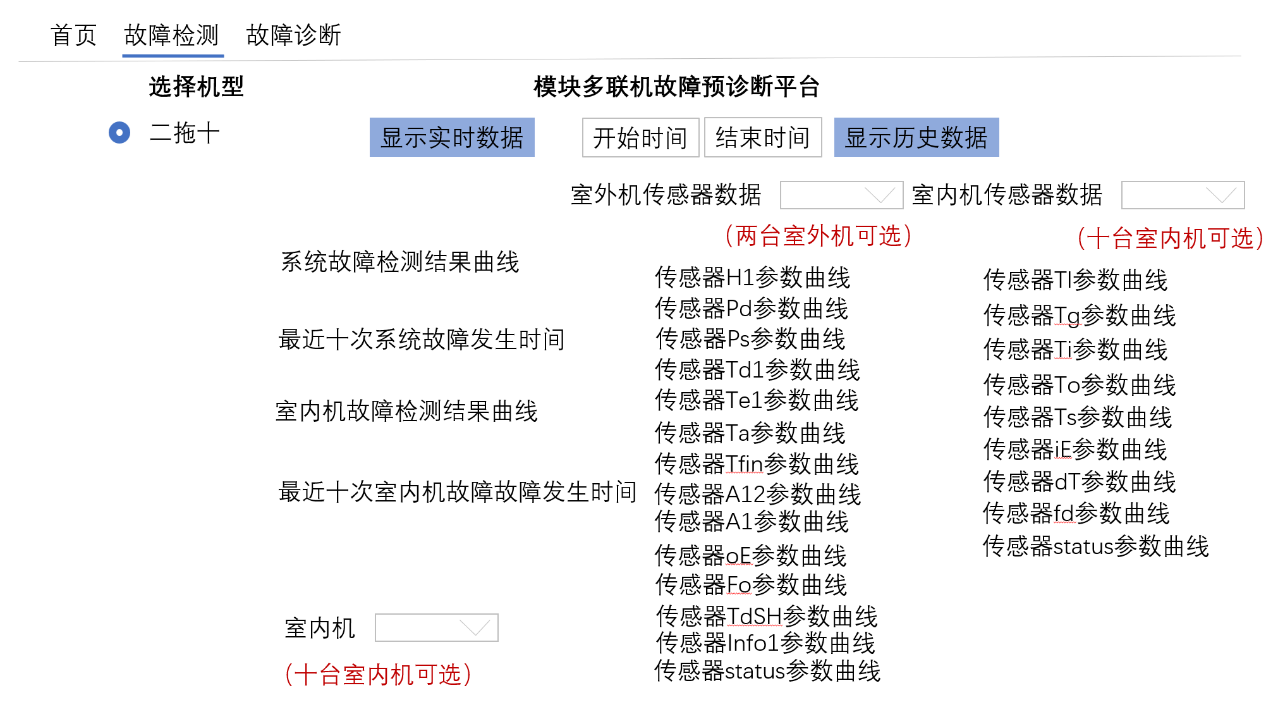 首页 故障检测 故障诊断
选择机型
模块多联机故障预诊断平台
二拖十
显示实时数据 开始时间 结束时间 显示历史数据
室外机传感器数据 室内机传感器数据
（两台室外机可选） （十台室内机可选）
系统故障检测结果曲线
最近十次系统故障发生时间
室内机故障检测结果曲线
最近十次室内机故障故障发生时间
室内机
（十台室内机可选）
传感器H1参数曲线
传感器Pd参数曲线
传感器Ps参数曲线
传感器Td1参数曲线
传感器Te1参数曲线
传感器Ta参数曲线
传感器Tfin参数曲线
传感器A12参数曲线
传感器A1参数曲线
传感器oE参数曲线
传感器Fo参数曲线
传感器TdSH参数曲线
传感器Info1参数曲线
传感器status参数曲线
传感器Tl参数曲线
传感器Tg参数曲线
传感器Ti参数曲线
传感器To参数曲线
传感器Ts参数曲线
传感器iE参数曲线
传感器dT参数曲线
传感器fd参数曲线
传感器status参数曲线